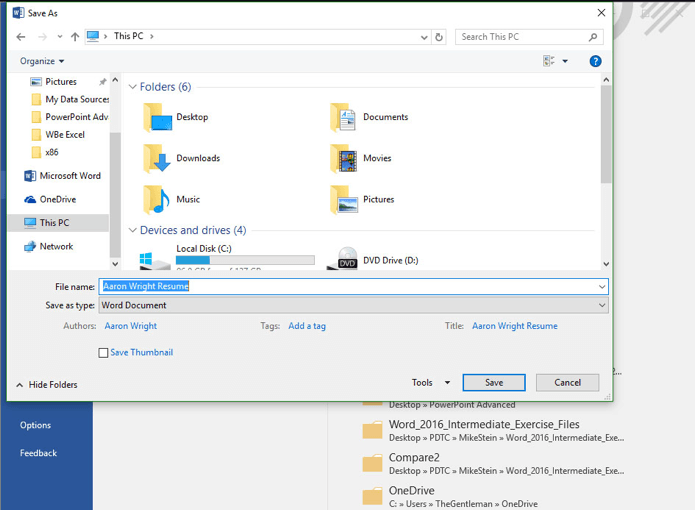 Save As
This PC
Search This PC
Organize
Pictures
My Data Sources
PowerPoint Adv
WBe Excel
x86
Microsoft Word
OneDrive
This PC
Network
Folders (6)
Desktop
Documents
Downloads
Movies
Music
Pictures
Devices and drives (4)
Local Disk (C:)
DVD Drive (D:)
DVD
File name: Aaron Wright Resume
Save as type: Word Document
Authors: Aaron Wright Tags: Add a tag Title: Aaron Wright Resume
Save Thumbnail
Hide Folders Tools Save Cancel
Options
Feedback
Desktop » PowerPoint Advanced
Word_2016_Intermediate_Exercise_Files
Desktop » PDTC » MikeStein » Word_2016_Intermediate_Exe...
Compare2
Desktop » PDTC » MikeStein » Word_2016_Intermediate_Exe...
OneDrive
C: » Users » TheGentleman » OneDrive